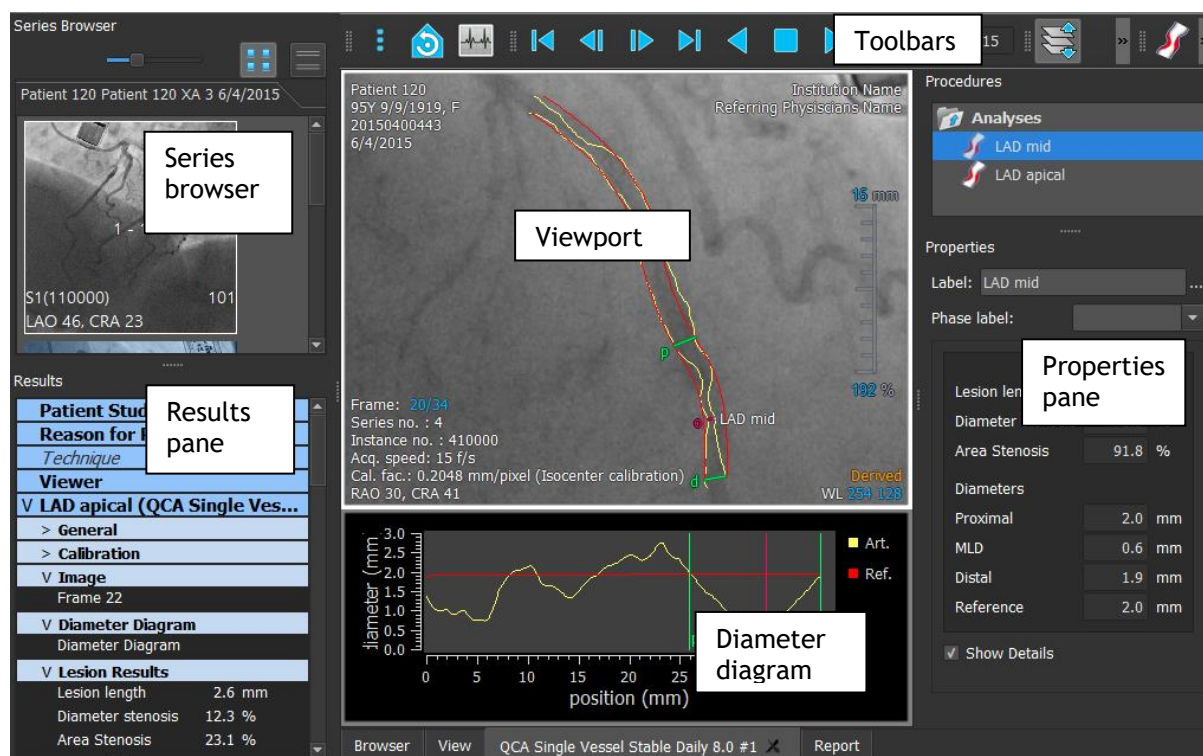 Series Browser
Patient 120 Patient 120 XA 3 6/4/2015
Series
browser
1 -
S1(110000) 101
LAO 46, CRA 23
Results
Results
pane
Patient Stud
Reason for
Technique
Viewer
V LAD apical (QCA Single Ves...
> General
> Calibration
V Image
Frame 22
V Diameter Diagram
Diameter Diagram
V Lesion Results
Lesion length 2.6 mm
Diameter stenosis 12.3 %
Area Stenosis 23.1 %
Toolbars
15
»
Patient 120
95Y 9/9/1919, F
20150400443
6/4/2015
Institution Name
Referring Physiscians Name
16 mm
Viewport
p
o LAD mid
d
192 %
Frame: 20/34
Series no. : 4
Instance no. : 410000
Acq. speed: 15 f/s
Cal. fac.: 0.2048 mm/pixel (Isocenter calibration)
RAO 30, CRA 41
Derived
WL 254 128
diameter (mm)
3.0
2.5
2.0
1.5
1.0
0.5
0.0
0 5 10 15 20 25
position (mm)
Art.
Ref.
Diameter
diagram
Browser View QCA Single Vessel Stable Daily 8.0 #1 X Report
Procedures
Analyses
LAD mid
LAD apical
Properties
Label: LAD mid ...
Phase label:
Properties
pane
Lesion len
Diameter
Area Stenosis 91.8 %
Diameters
Proximal 2.0 mm
MLD 0.6 mm
Distal 1.9 mm
Reference 2.0 mm
Show Details